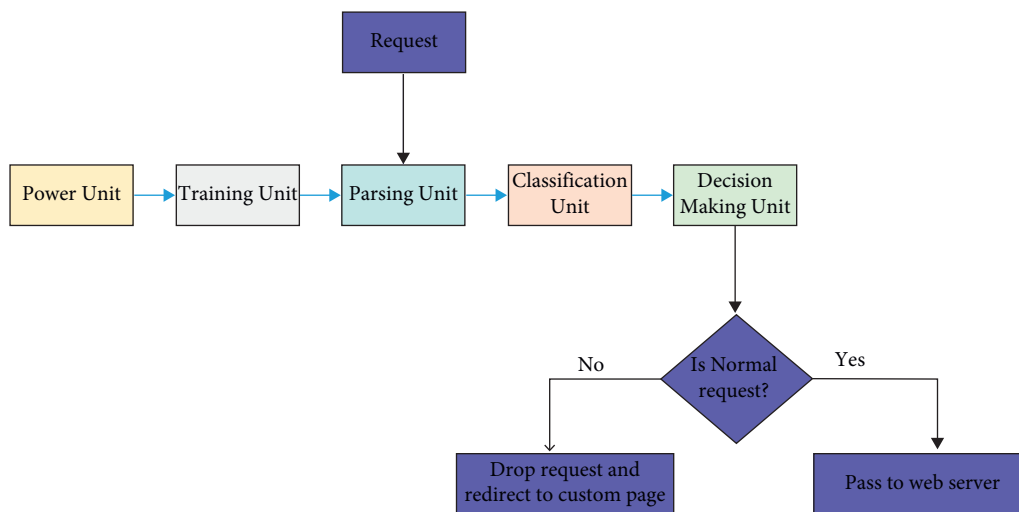 Request
Power Unit
Training Unit
Parsing Unit
Classification
Unit
Decision
Making Unit
Is Normal
request?
No
Yes
Drop request and
redirect to custom page
Pass to web server